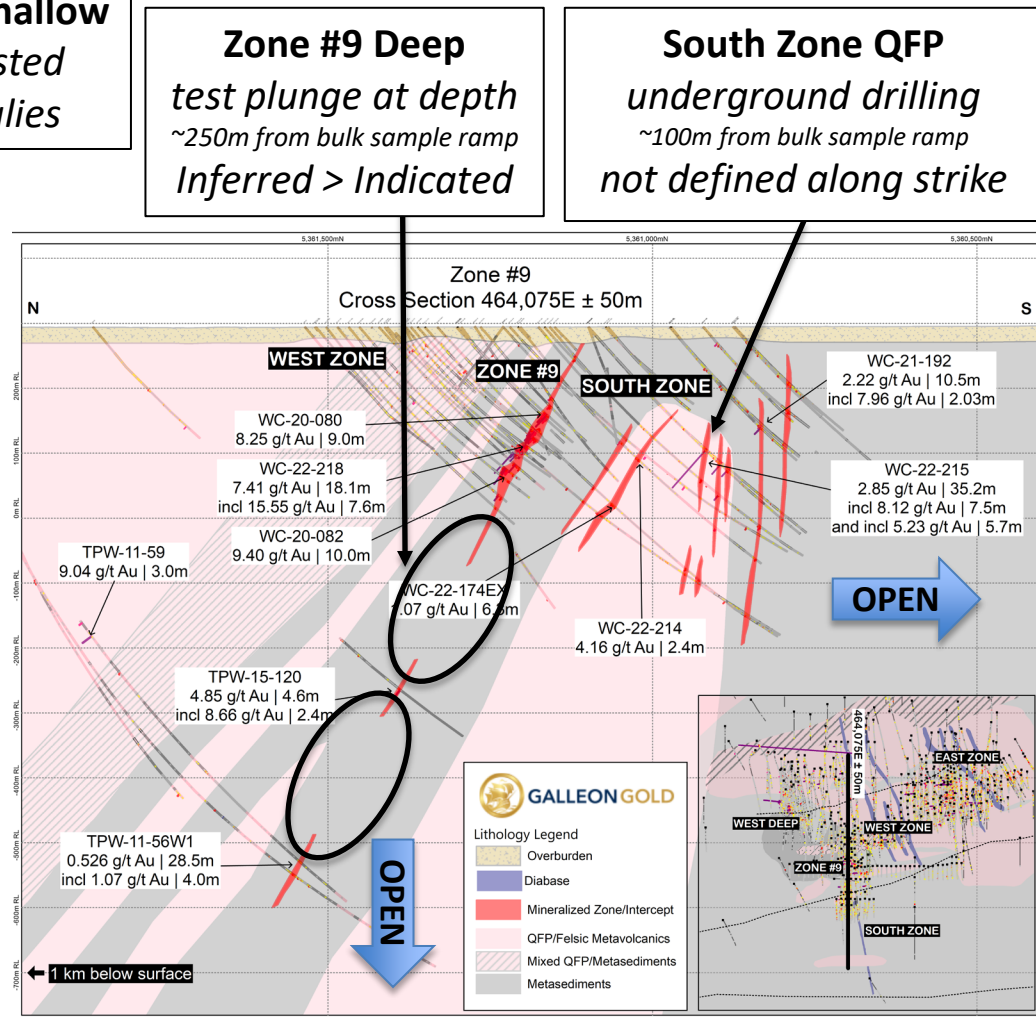 hallow
sted
alies
Zone #9 Deep
test plunge at depth
~250m from bulk sample ramp
Inferred > Indicated
South Zone QFP
underground drilling
~100m from bulk sample ramp
not defined along strike
5,361,500mN
5,361,000mN
5,360,500mN
Zone #9
Cross Section 464,075E ± 50m
N
S
WEST ZONE
ZONE #9
SOUTH ZONE
WC-21-192
2.22 g/t Au | 10.5m
incl 7.96 g/t Au | 2.03m
WC-20-080
8.25 g/t Au | 9.0m
WC-22-218
7.41 g/t Au | 18.1m
incl 15.55 g/t Au | 7.6m
WC-20-082
9.40 g/t Au | 10.0m
WC-22-215
2.85 g/t Au | 35.2m
incl 8.12 g/t Au | 7.5m
and incl 5.23 g/t Au | 5.7m
TPW-11-59
9.04 g/t Au | 3.0m
WC-22-174EX
.07 g/t Au | 6.
WC-22-214
4.16 g/t Au | 2.4m
OPEN
TPW-15-120
4.85 g/t Au | 4.6m
incl 8.66 g/t Au | 2.4m
TPW-11-56W1
0.526 g/t Au | 28.5m
incl 1.07 g/t Au | 4.0m
OPEN
1 km below surface
200m RL
100m RL
0m RL
-100m RL
-200m RL
-300m RL
-400m RL
-500m RL
-600m RL
-700m RL
GALLEON GOLD
Lithology Legend
Overburden
Diabase
Mineralized Zone/Intercept
QFP/Felsic Metavolcanics
Mixed QFP/Metasediments
Metasediments
464,075E ± 50m
EAST ZONE
WEST DEEP
WEST ZONE
ZONE #9
SOUTH ZONE